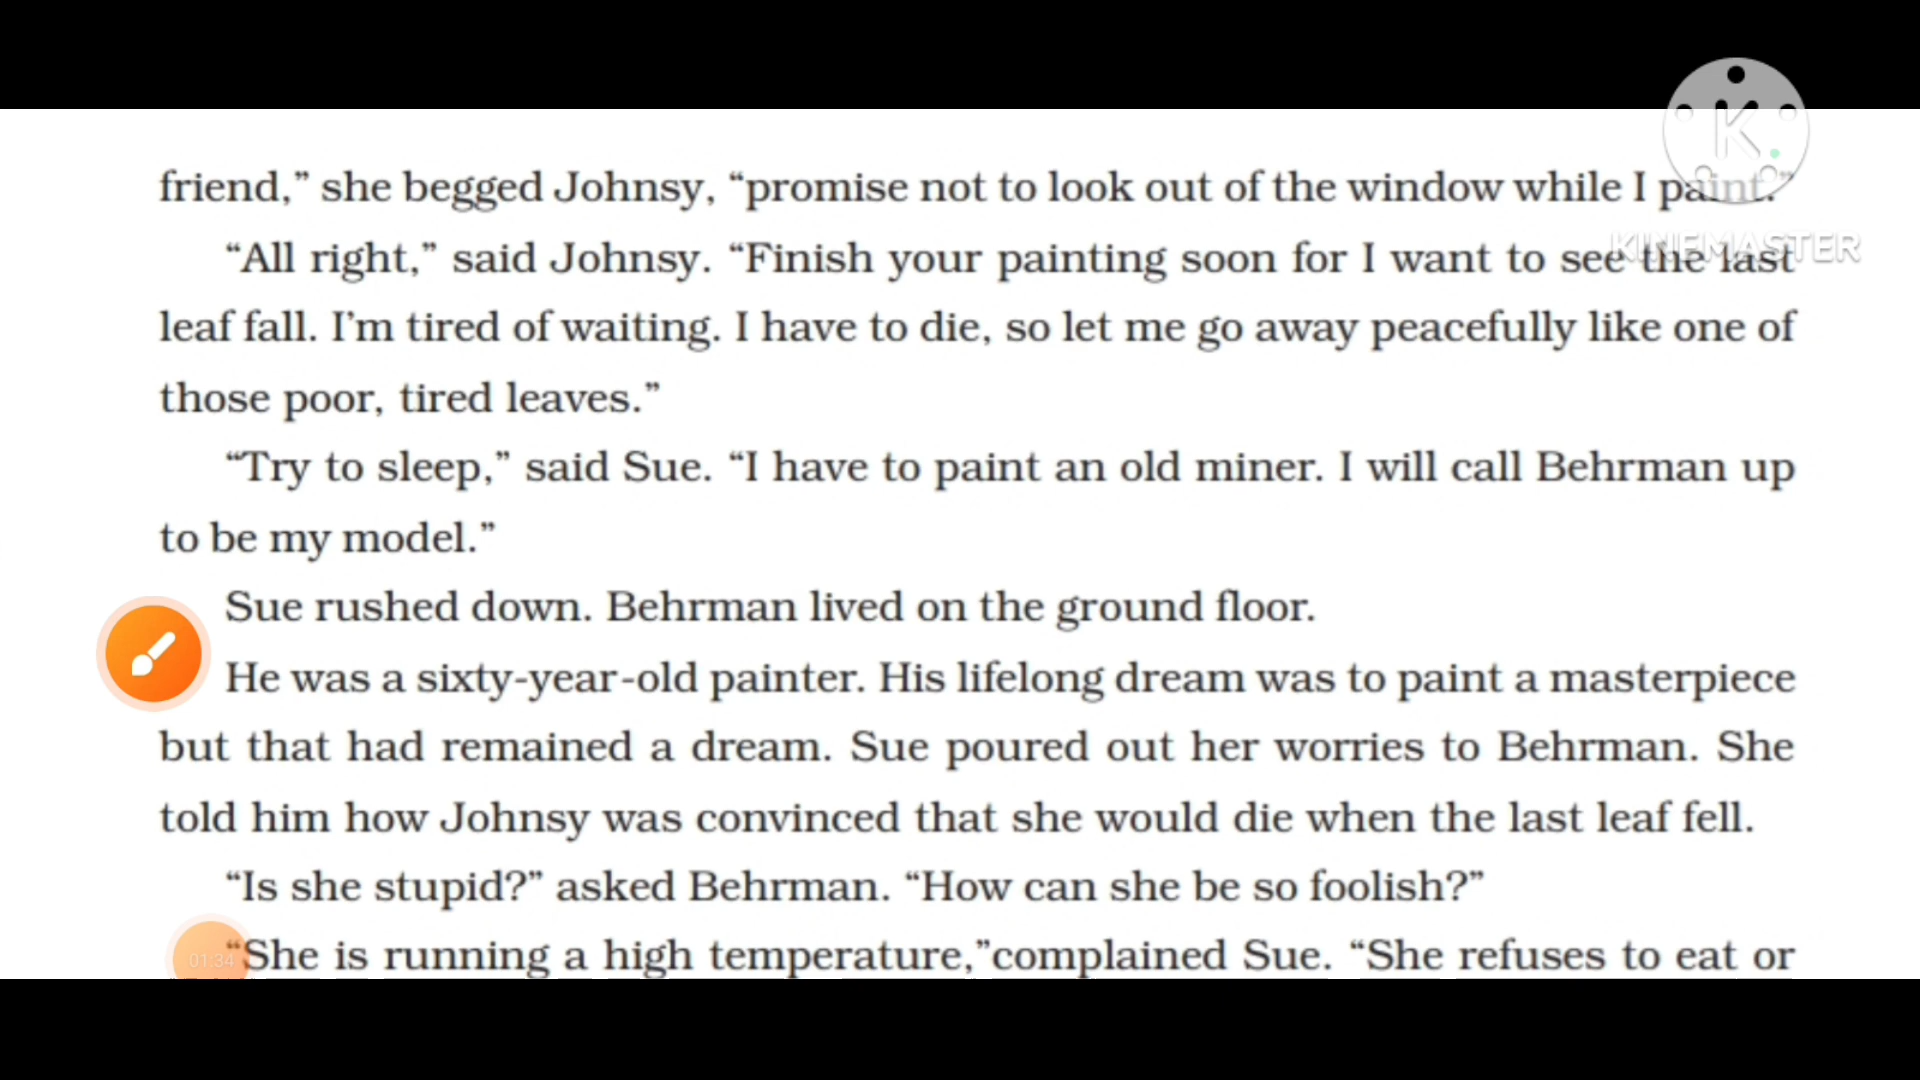 friend,” she begged Johnsy, “promise not to look out of the window while I paint.”
“All right,” said Johnsy. “Finish your painting soon for I want to see the last
leaf fall. I’m tired of waiting. I have to die, so let me go away peacefully like one of
those poor, tired leaves.”
“Try to sleep,” said Sue. “I have to paint an old miner. I will call Behrman up
to be my model.”
Sue rushed down. Behrman lived on the ground floor.
He was a sixty-year-old painter. His lifelong dream was to paint a masterpiece
but that had remained a dream. Sue poured out her worries to Behrman. She
told him how Johnsy was convinced that she would die when the last leaf fell.
“Is she stupid?” asked Behrman. “How can she be so foolish?”
“She is running a high temperature,”complained Sue. “She refuses to eat or
K
KINEMASTER
01:34